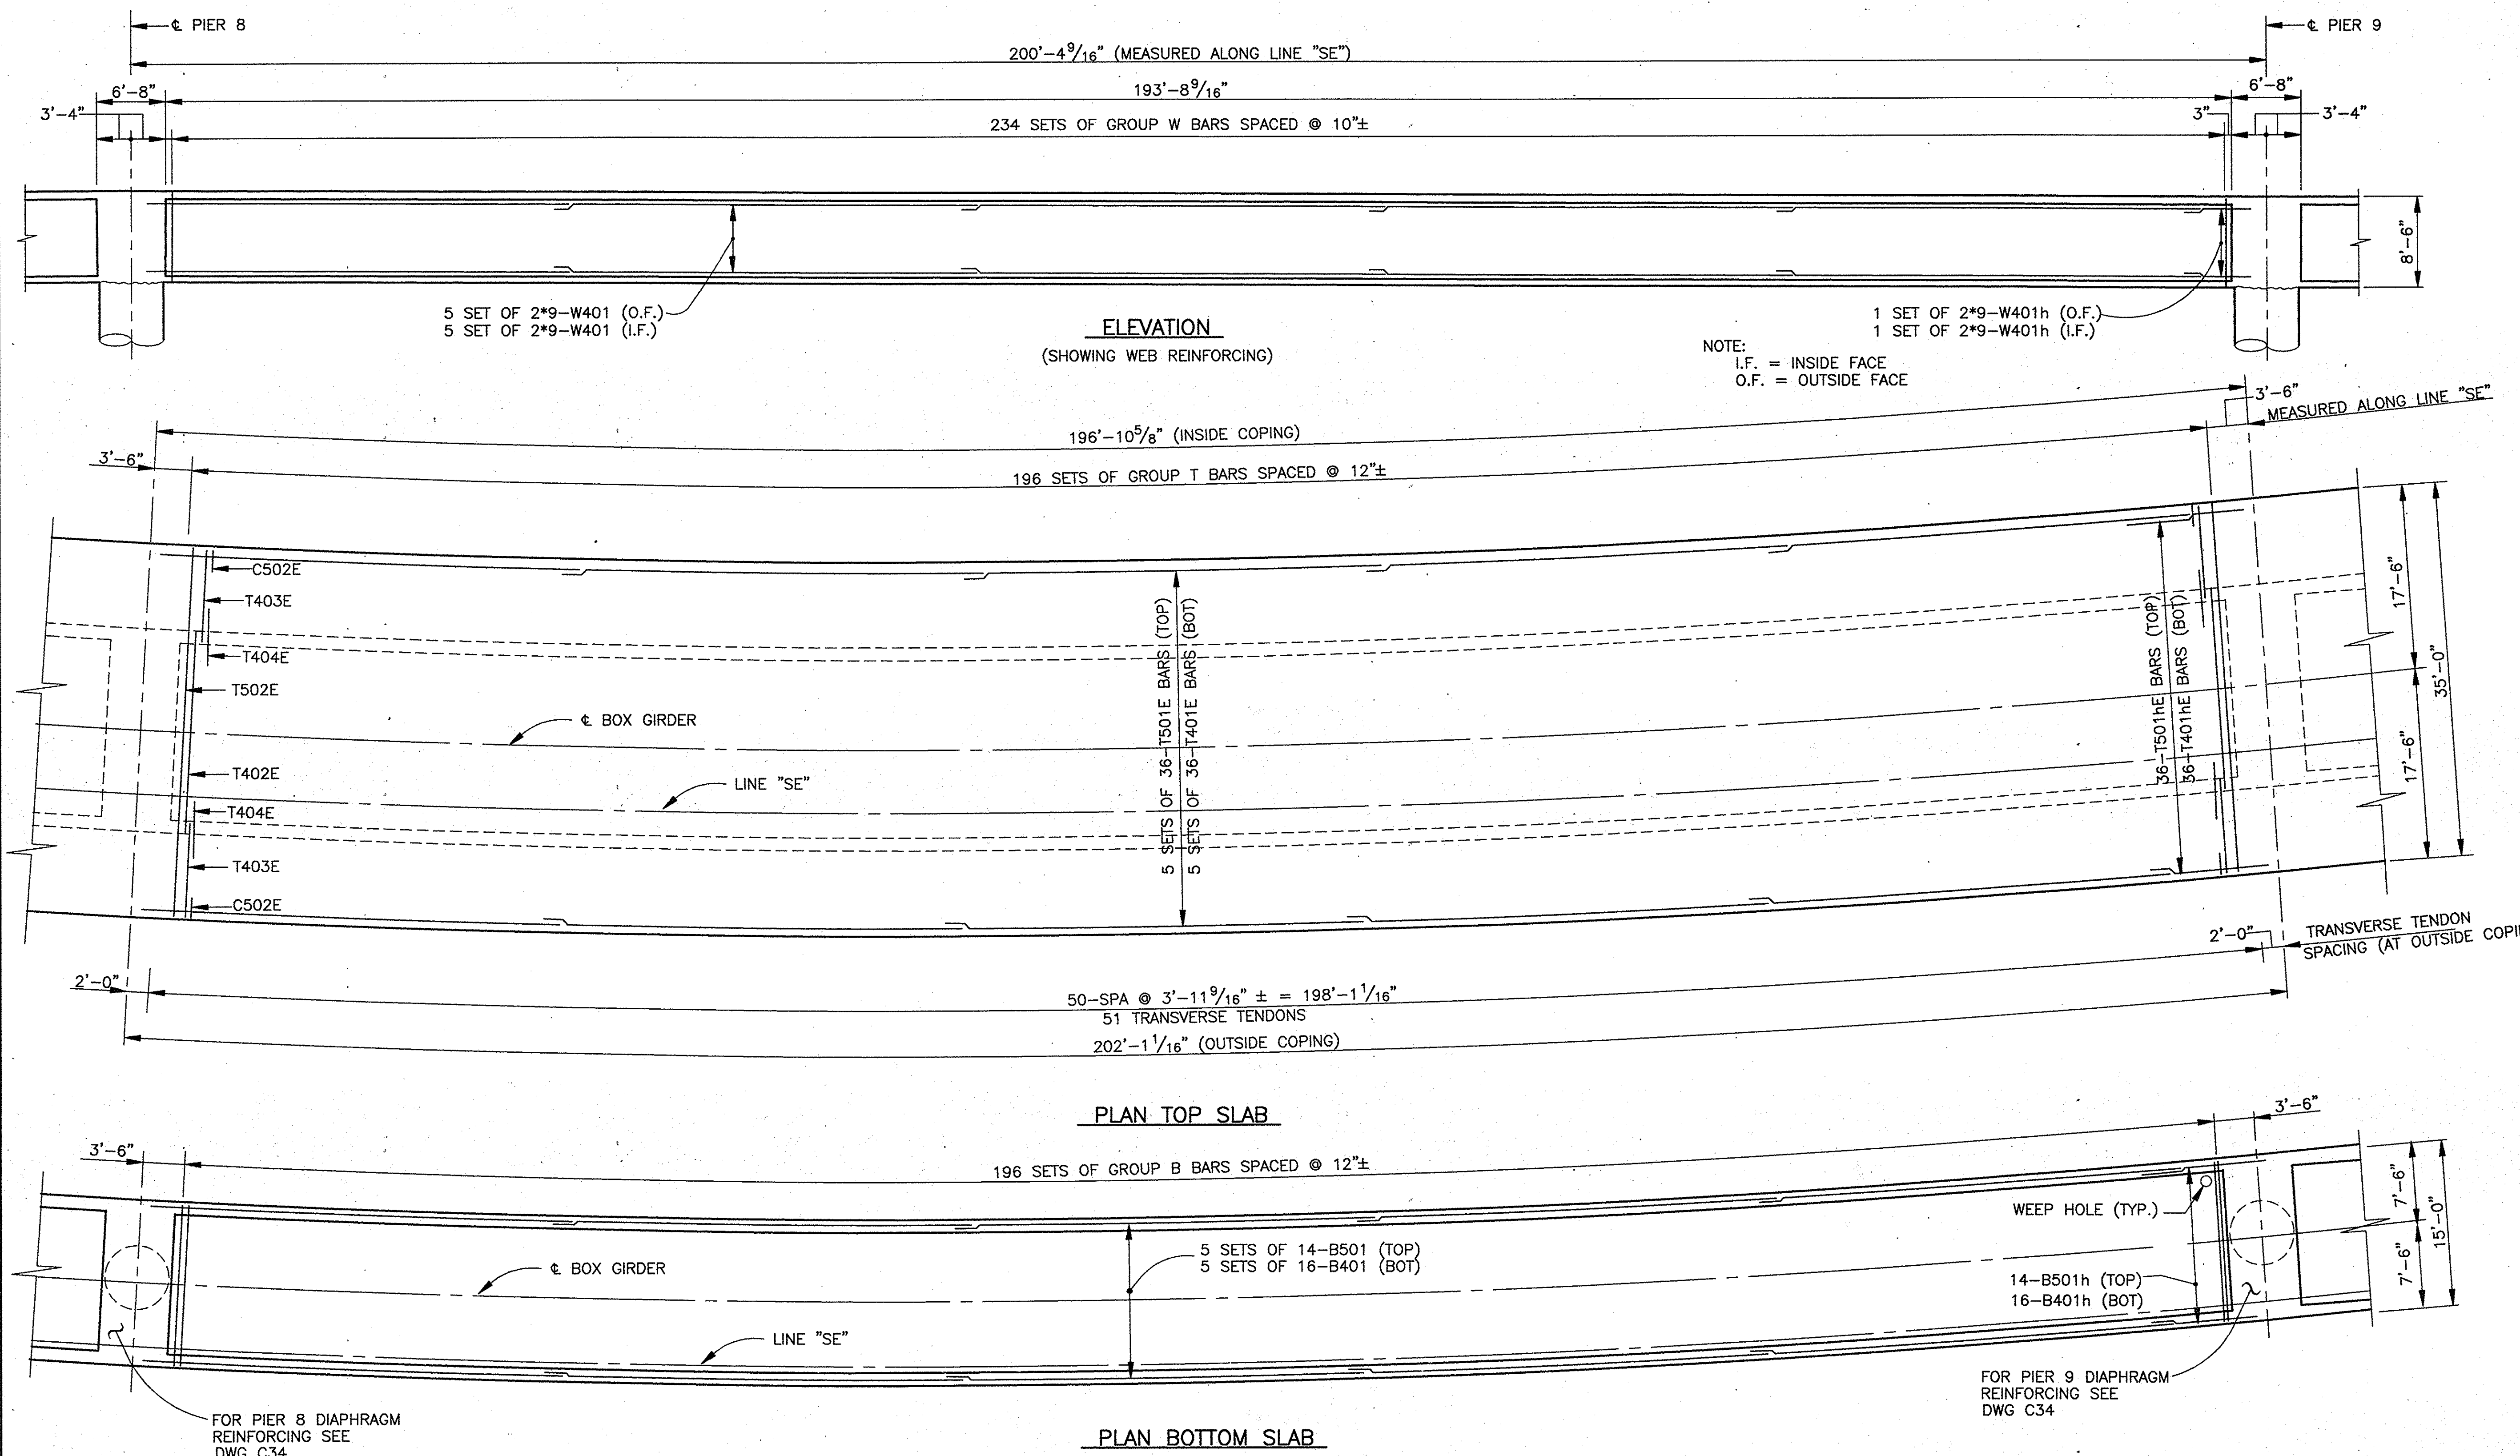 ℄ PIER 8
℄ PIER 9
200'-4 9/16" (MEASURED ALONG LINE "SE")
6'-8"
193'-8 9/16"
6'-8"
3'-4"
234 SETS OF GROUP W BARS SPACED @ 10"±
3"
3'-4"
8'-6"
5 SET OF 2*9-W401 (O.F.)
5 SET OF 2*9-W401 (I.F.)
1 SET OF 2*9-W401h (O.F.)
1 SET OF 2*9-W401h (I.F.)
ELEVATION
(SHOWING WEB REINFORCING)
NOTE:
I.F. = INSIDE FACE
O.F. = OUTSIDE FACE
3'-6"
MEASURED ALONG LINE "SE"
196'-10 5/8" (INSIDE COPING)
3'-6"
196 SETS OF GROUP T BARS SPACED @ 12"±
C502E
T403E
T404E
T502E
℄ BOX GIRDER
T402E
LINE "SE"
T404E
T403E
C502E
5 SETS OF 36-T501E BARS (TOP)
5 SETS OF 36-T401E BARS (BOT)
36-T501hE BARS (TOP)
36-T401hE BARS (BOT)
17'-6"
17'-6"
35'-0"
2'-0"
TRANSVERSE TENDON
SPACING (AT OUTSIDE COPI
2'-0"
50-SPA @ 3'-11 9/16" ± = 198'-1 1/16"
51 TRANSVERSE TENDONS
202'-1 1/16" (OUTSIDE COPING)
PLAN TOP SLAB
3'-6"
3'-6"
196 SETS OF GROUP B BARS SPACED @ 12"±
WEEP HOLE (TYP.)
7'-6"
7'-6"
15'-0"
5 SETS OF 14-B501 (TOP)
5 SETS OF 16-B401 (BOT)
℄ BOX GIRDER
14-B501h (TOP)
16-B401h (BOT)
LINE "SE"
FOR PIER 9 DIAPHRAGM
REINFORCING SEE
DWG C34
FOR PIER 8 DIAPHRAGM
REINFORCING SEE
DWG C34
PLAN BOTTOM SLAB